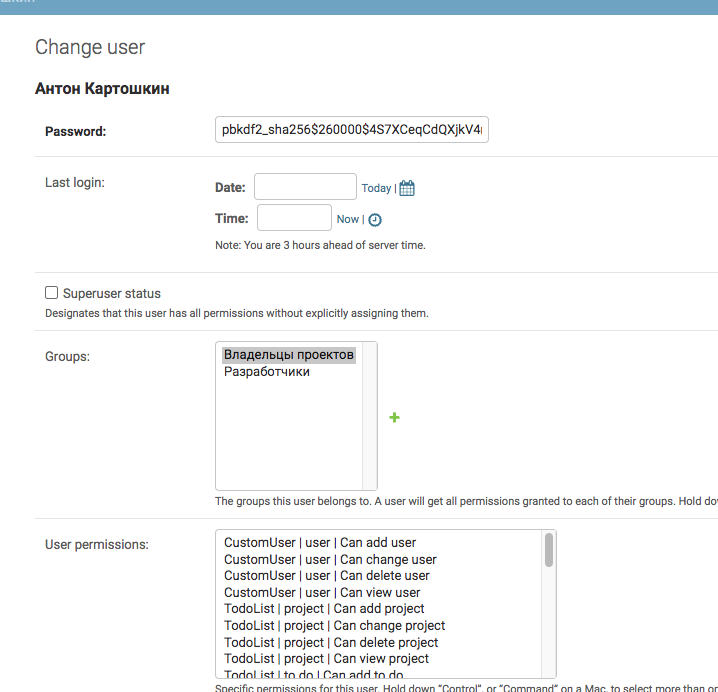 Change user
Антон Картошкин
Password:
pbkdf2_sha256$260000$4S7XCeqCdQXjkV4
Last login:
Date:
Today |
Time:
Now |
Note: You are 3 hours ahead of server time.
Superuser status
Designates that this user has all permissions without explicitly assigning them.
Groups:
Владельцы проектов
Разработчики
The groups this user belongs to. A user will get all permissions granted to each of their groups. Hold
User permissions:
CustomUser | user | Can add user
CustomUser | user | Can change user
CustomUser | user | Can delete user
CustomUser | user | Can view user
TodoList | project | Can add project
TodoList | project | Can change project
TodoList | project | Can delete project
TodoList | project | Can view project
TodoList | to do | Can add to do
Specific permissions for this user. Hold down “Control”, or “Command” on a Mac, to select more than